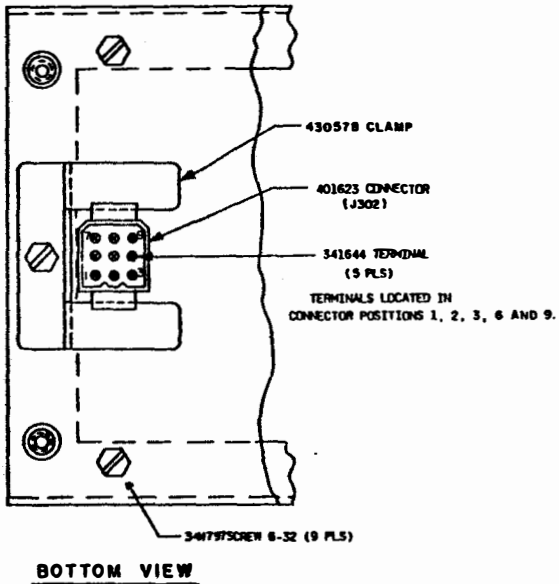 430578 CLAMP
401623 CONNECTOR
(J302)
341644 TERMINAL
(5 PLS)
TERMINALS LOCATED IN
CONNECTOR POSITIONS 1, 2, 3, 6 AND 9.
SCREW 6-32 (9 PLS)
BOTTOM VIEW